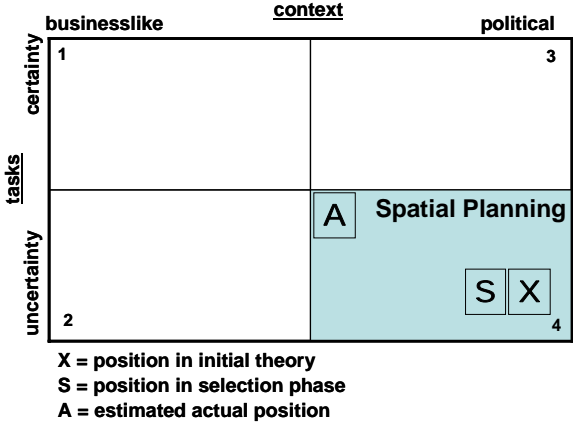 context
businesslike political
certainty
1
3
tasks
A
Spatial Planning
uncertainty
S X
2
4
X = position in initial theory
S = position in selection phase
A = estimated actual position